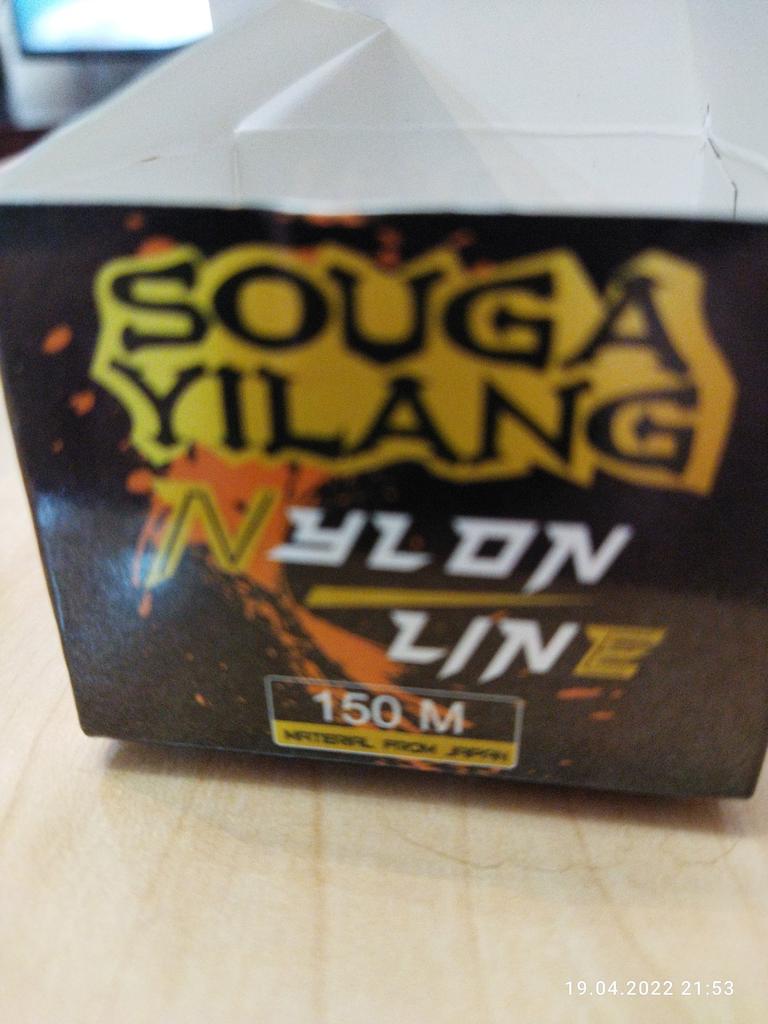 SOUGA
YILANG
NYLON
LINE
150 M
MATERIAL FROM JAPAN
19.04.2022 21:53